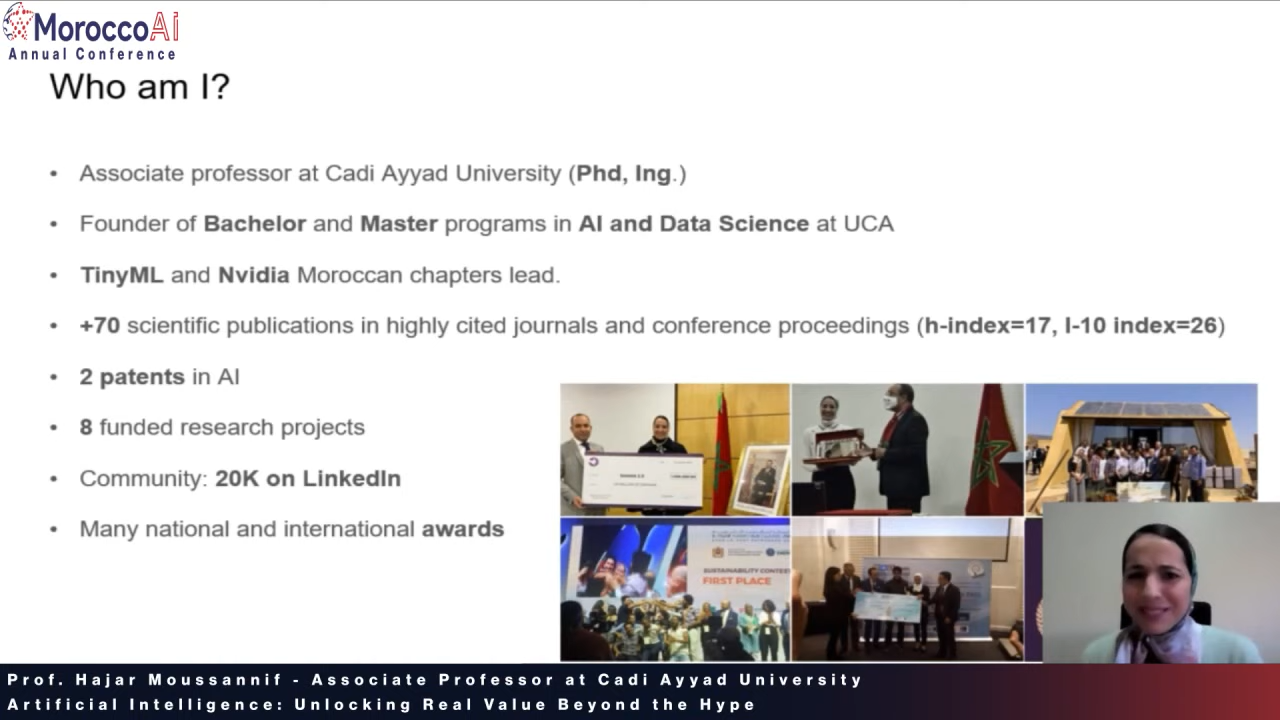 MoroccoAi
Annual Conference
Who am I?
• Associate professor at Cadi Ayyad University (Phd, Ing.)
• Founder of Bachelor and Master programs in AI and Data Science at UCA
• TinyML and Nvidia Moroccan chapters lead.
• +70 scientific publications in highly cited journals and conference proceedings (h-index=17, I-10 index=26)
• 2 patents in AI
• 8 funded research projects
• Community: 20K on LinkedIn
• Many national and international awards
SUSTAINABILITY CONTE
FIRST PLACE
Prof. Hajar Moussannif - Associate Professor at Cadi Ayyad University
Artificial Intelligence: Unlocking Real Value Beyond the Hype